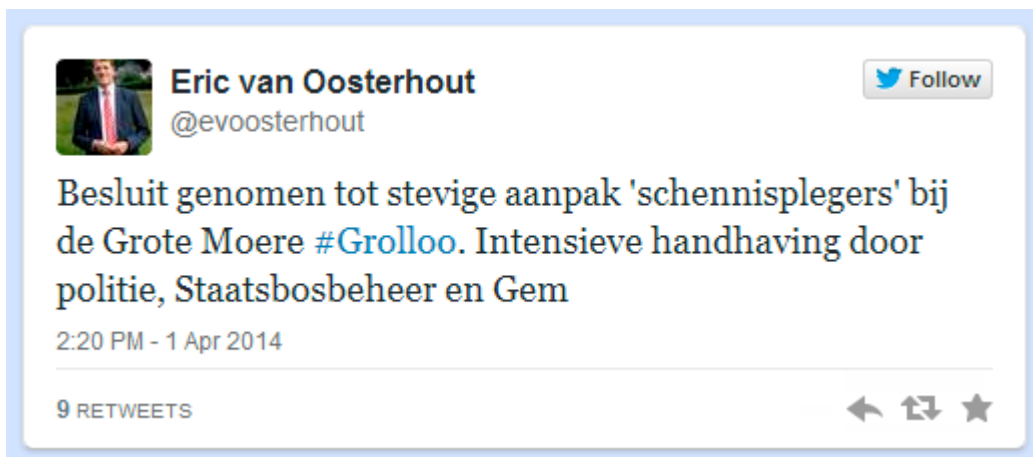 Eric van Oosterhout
@evoosterhout
Follow
Besluit genomen tot stevige aanpak 'schennisplegers' bij
de Grote Moere #Grolloo. Intensieve handhaving door
politie, Staatsbosbeheer en Gem
2:20 PM - 1 Apr 2014
9 RETWEETS